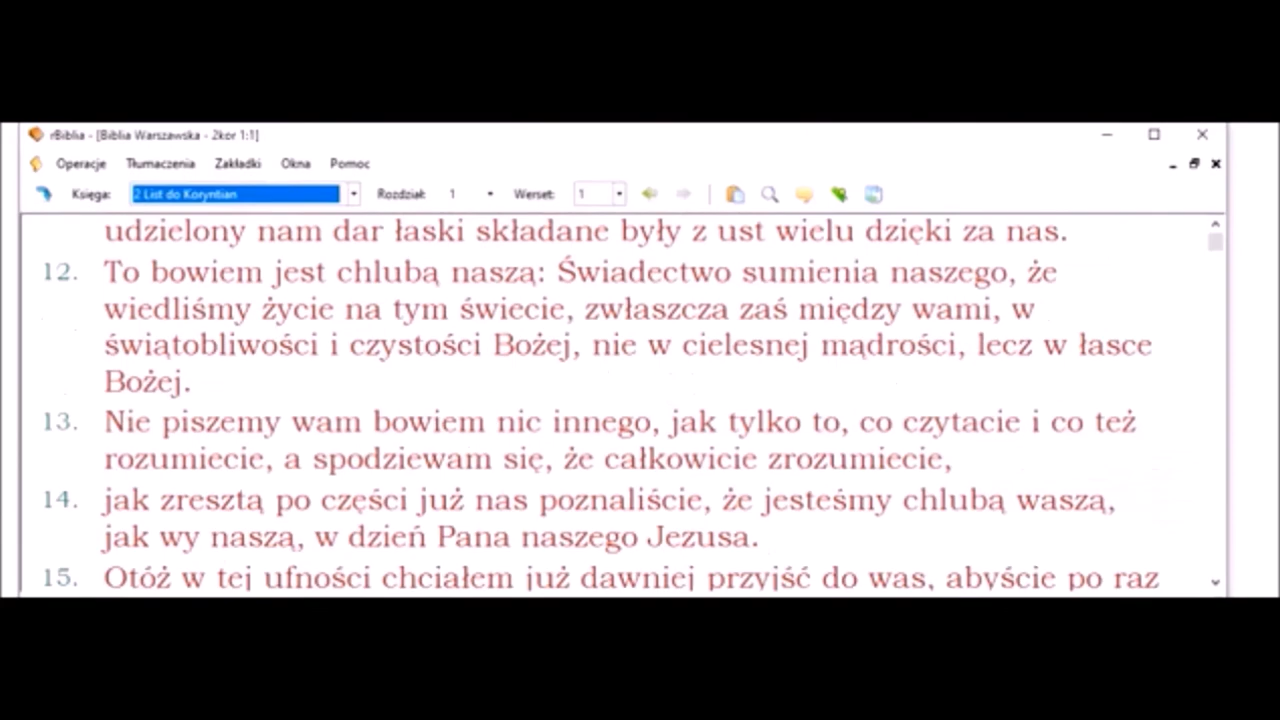 rBiblia - [Biblia Warszawska - 2kor 1:1]
Operacje Tłumaczenia Zakładki Okna Pomoc
Księga: 2 List do Koryntian Rozdział: 1 Werset: 1
udzielony nam dar łaski składane były z ust wielu dzięki za nas.
12. To bowiem jest chlubą naszą: Świadectwo sumienia naszego, że
wiedliśmy życie na tym świecie, zwłaszcza zaś między wami, w
świątobliwości i czystości Bożej, nie w cielesnej mądrości, lecz w łasce
Bożej.
13. Nie piszemy wam bowiem nic innego, jak tylko to, co czytacie i co też
rozumiecie, a spodziewam się, że całkowicie zrozumiecie,
14. jak zresztą po części już nas poznaliście, że jesteśmy chlubą waszą,
jak wy naszą, w dzień Pana naszego Jezusa.
15. Otóż w tej ufności chciałem już dawniej przyjść do was, abyście po raz